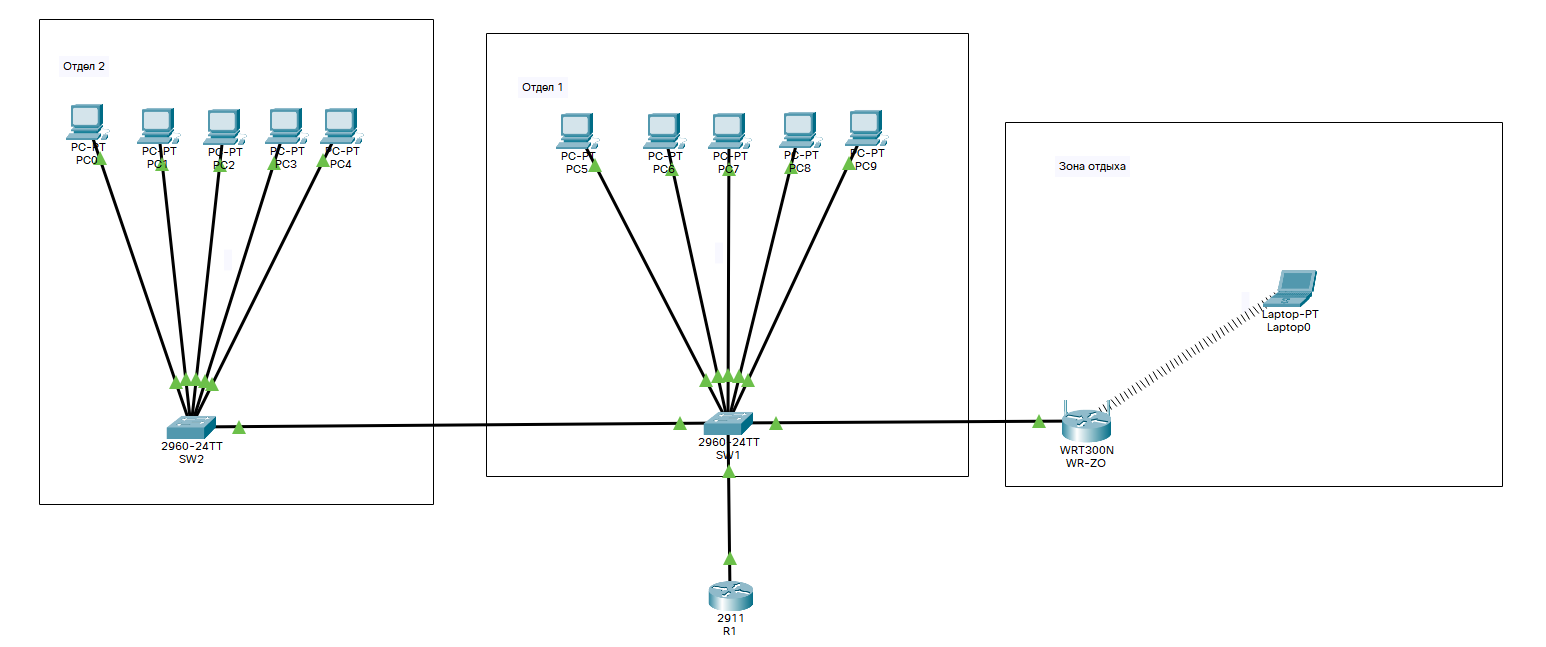 Отдел 2
PC-PT
PC0
PC-PT
PC1
PC-PT
PC2
PC-PT
PC3
PC-PT
PC4
2960-24TT
SW2
Отдел 1
PC-PT
PC5
PC-PT
PC6
PC-PT
PC7
PC-PT
PC8
PC-PT
PC9
2960-24TT
SW1
Зона отдыха
Laptop-PT
Laptop0
WRT300N
WR-ZO
2911
R1